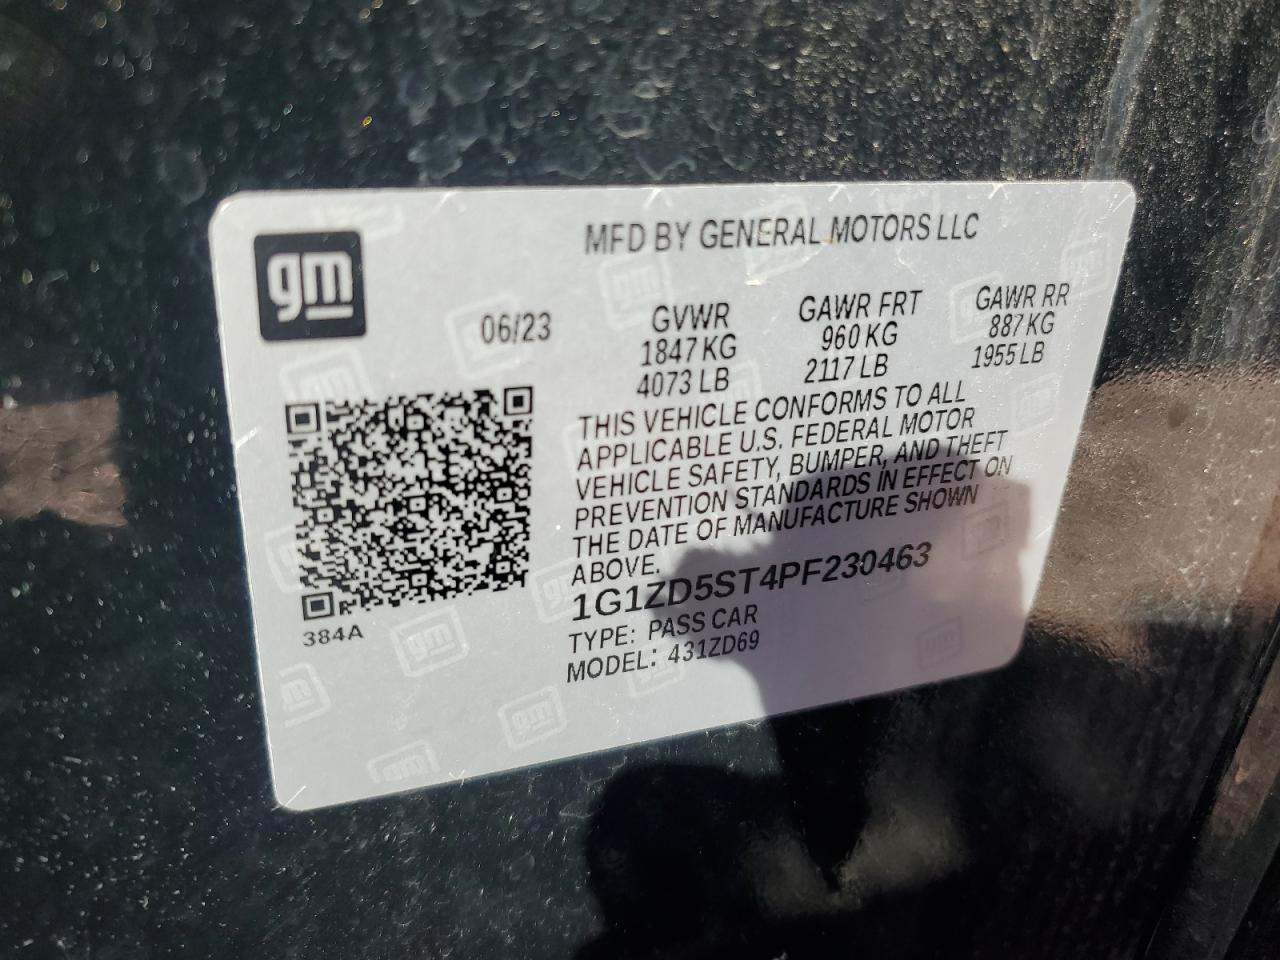 gm
MFD BY GENERAL MOTORS LLC
06/23
GVWR
1847 KG
4073 LB
GAWR FRT
960 KG
2117 LB
GAWR RR
887 KG
1955 LB
THIS VEHICLE CONFORMS TO ALL
APPLICABLE U.S. FEDERAL MOTOR
VEHICLE SAFETY, BUMPER, AND THEFT
PREVENTION STANDARDS IN EFFECT ON
THE DATE OF MANUFACTURE SHOWN
ABOVE.
1G1ZD5ST4PF230463
TYPE: PASS CAR
MODEL: 431ZD69
384A